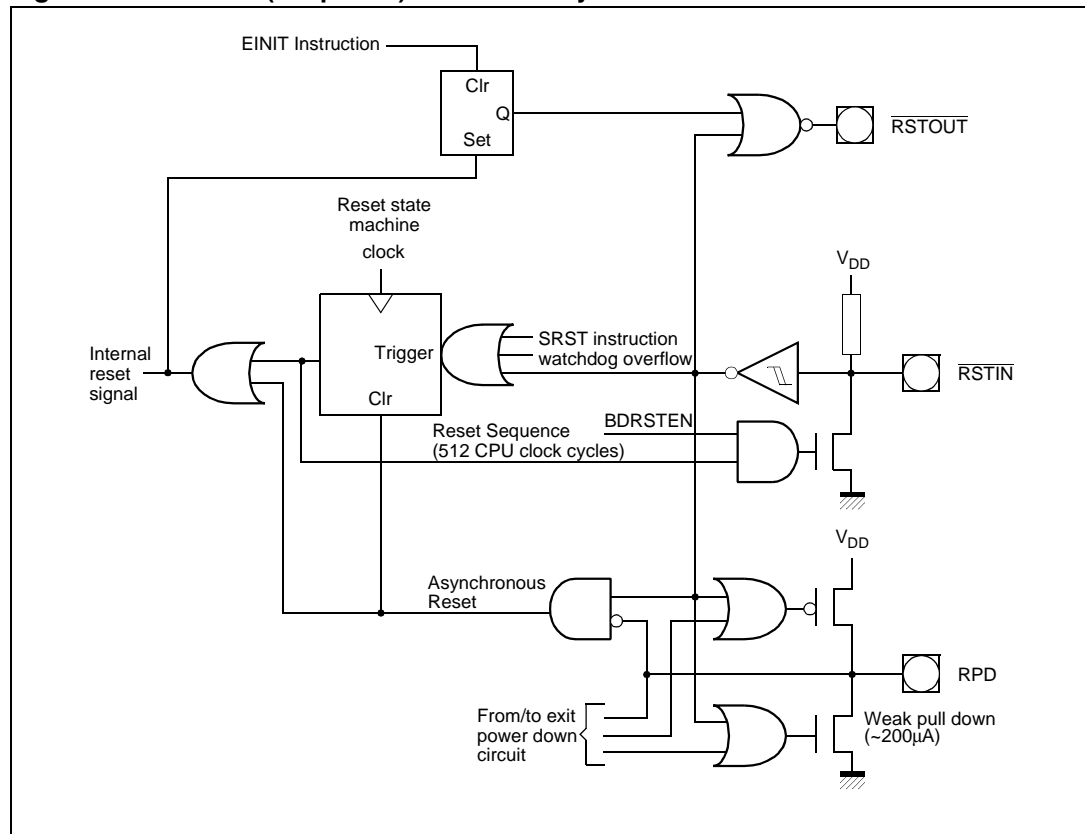 EINIT Instruction
Clr
Q
Set
RSTOUT
Reset state
machine
clock
VDD
Trigger
SRST instruction
watchdog overflow
Internal
reset
signal
RSTIN
Clr
BDRSTEN
Reset Sequence
(512 CPU clock cycles)
VDD
Asynchronous
Reset
RPD
From/to exit
power down
circuit
Weak pull down
(~200μA)